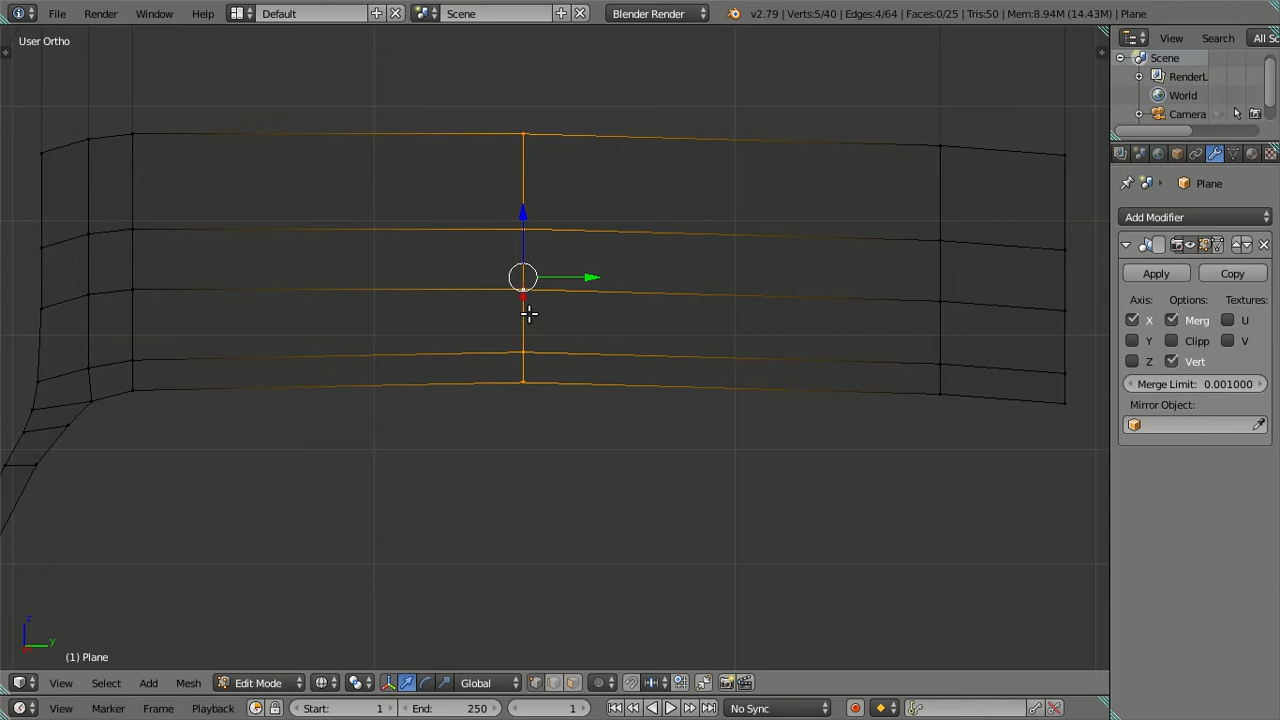 File Render Window Help Default Scene Blender Render v2.79 | Verts:5/40 | Edges:4/64 | Faces:0/25 | Tris:50 | Mem:8.94M (14.43M) | Plane
User Ortho
View Search All Sc
Scene
RenderL
World
Camera
Plane
Add Modifier
Apply Copy
Axis: Options: Textures:
X Merg U
Y Clipp V
Z Vert
Merge Limit: 0.001000
Mirror Object:
z
y
(1) Plane
View Select Add Mesh Edit Mode Global
View Marker Frame Playback Start: 1 End: 250 1 No Sync